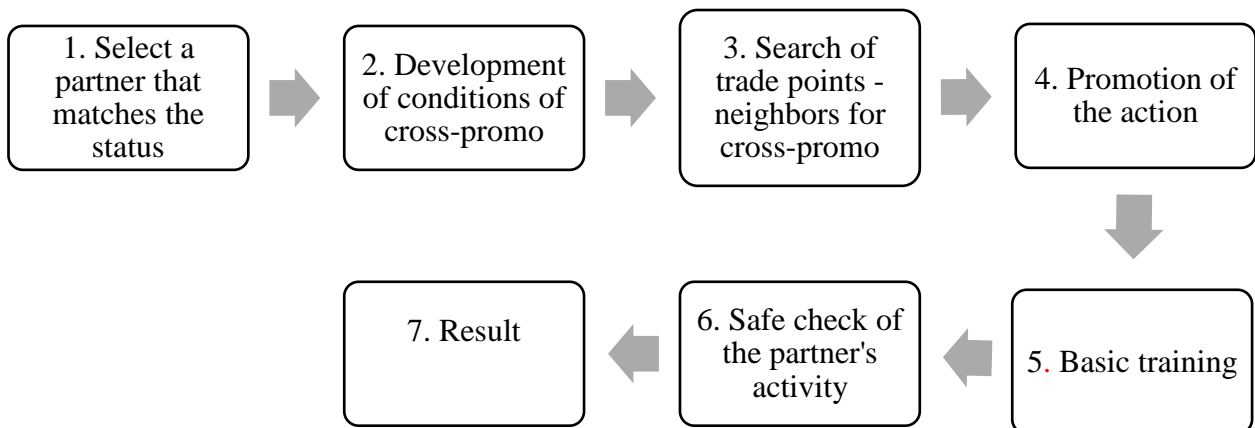 1. Select a
partner that
matches the
status
2. Development
of conditions of
cross-promo
3. Search of
trade points -
neighbors for
cross-promo
4. Promotion of
the action
5. Basic training
6. Safe check of
the partner's
activity
7. Result